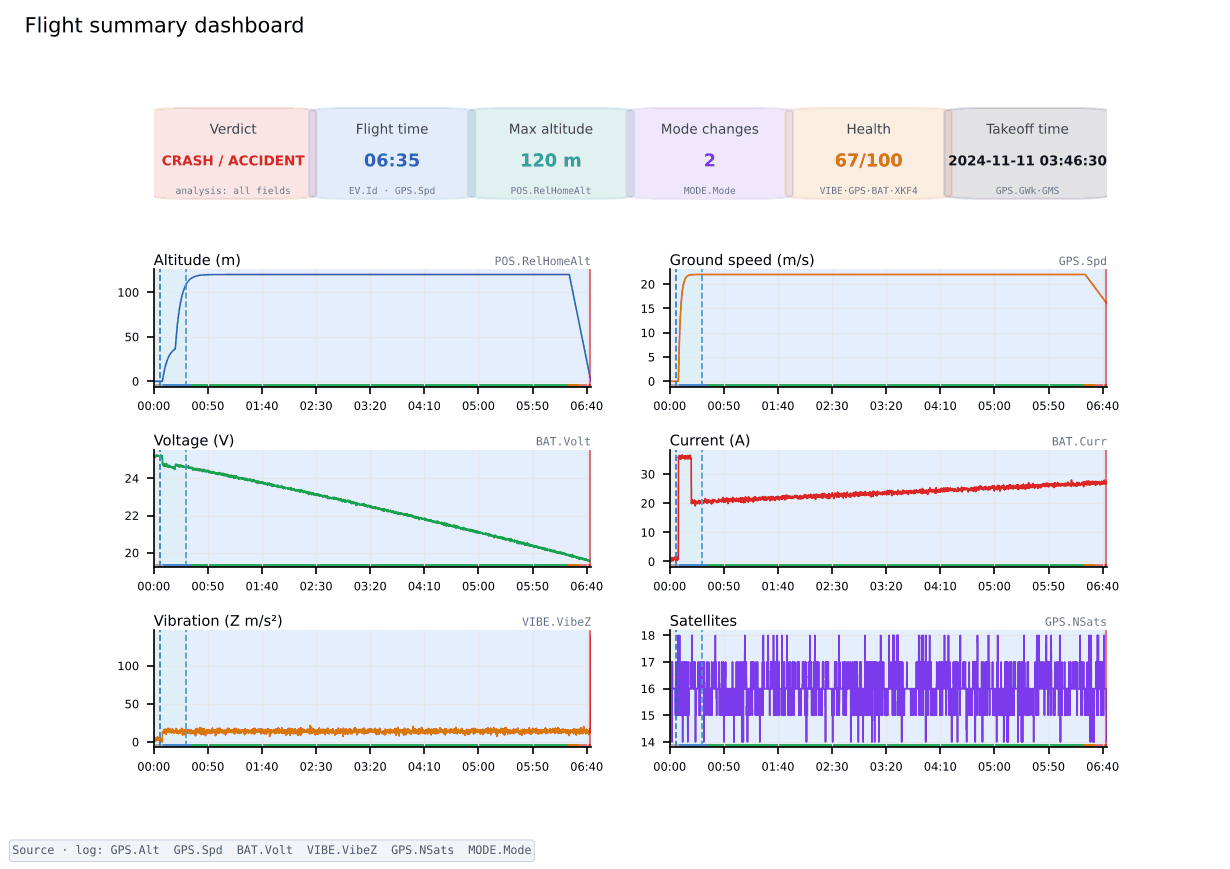 Flight summary dashboard
Verdict Flight time Max altitude Mode changes Health Takeoff time
CRASH / ACCIDENT 06:35 120 m 2 67/100 2024-11-11 03:46:30
analysis: all fields EV.Id · GPS.Spd POS.RelHomeAlt MODE.Mode VIBE·GPS·BAT·XKF4 GPS.GWk·GMS
Altitude (m) POS.RelHomeAlt
100
50
0
00:00 00:50 01:40 02:30 03:20 04:10 05:00 05:50 06:40
Ground speed (m/s) GPS.Spd
20
15
10
5
0
00:00 00:50 01:40 02:30 03:20 04:10 05:00 05:50 06:40
Voltage (V) BAT.Volt
24
22
20
00:00 00:50 01:40 02:30 03:20 04:10 05:00 05:50 06:40
Current (A) BAT.Curr
30
20
10
0
00:00 00:50 01:40 02:30 03:20 04:10 05:00 05:50 06:40
Vibration (Z m/s²) VIBE.VibeZ
100
50
0
00:00 00:50 01:40 02:30 03:20 04:10 05:00 05:50 06:40
Satellites GPS.NSats
18
17
16
15
14
00:00 00:50 01:40 02:30 03:20 04:10 05:00 05:50 06:40
Source · log: GPS.Alt GPS.Spd BAT.Volt VIBE.VibeZ GPS.NSats MODE.Mode